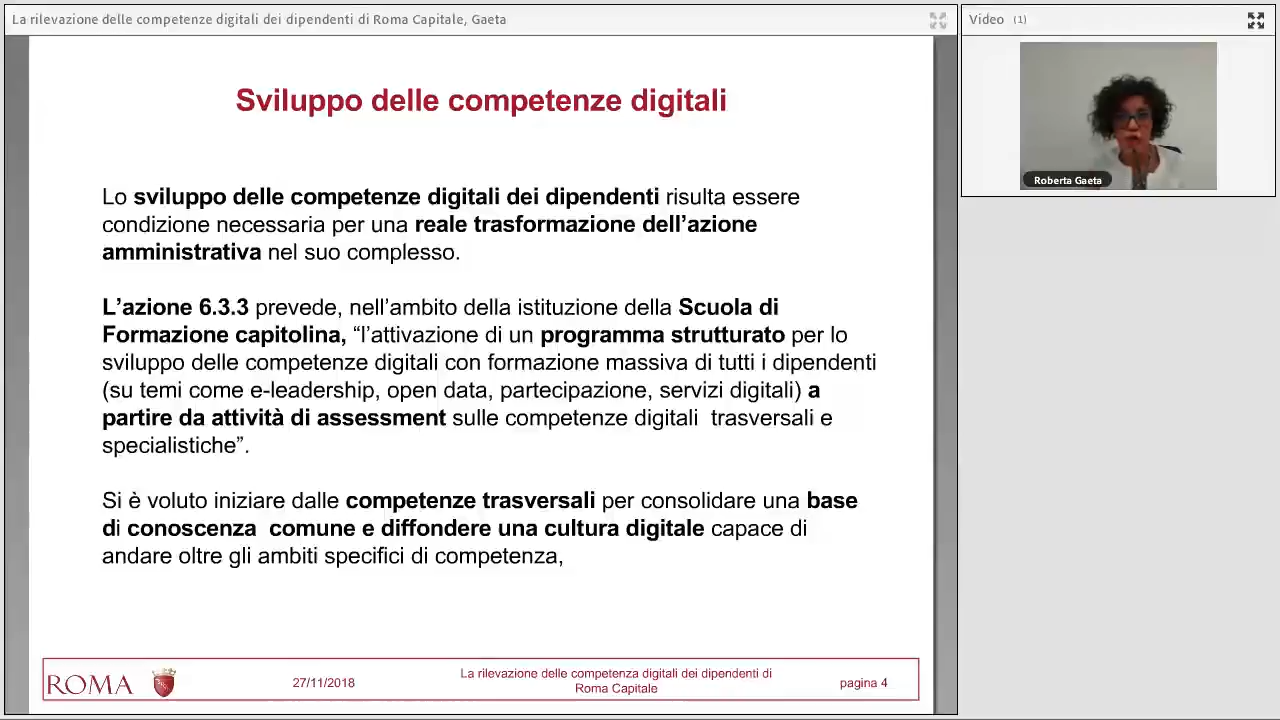 La rilevazione delle competenze digitali dei dipendenti di Roma Capitale, Gaeta
Video (1)
Roberta Gaeta
Sviluppo delle competenze digitali
Lo sviluppo delle competenze digitali dei dipendenti risulta essere
condizione necessaria per una reale trasformazione dell’azione
amministrativa nel suo complesso.
L’azione 6.3.3 prevede, nell’ambito della istituzione della Scuola di
Formazione capitolina, “l’attivazione di un programma strutturato per lo
sviluppo delle competenze digitali con formazione massiva di tutti i dipendenti
(su temi come e-leadership, open data, partecipazione, servizi digitali) a
partire da attività di assessment sulle competenze digitali  trasversali e
specialistiche”.
Si è voluto iniziare dalle competenze trasversali per consolidare una base
di conoscenza  comune e diffondere una cultura digitale capace di
andare oltre gli ambiti specifici di competenza,
ROMA
27/11/2018
La rilevazione delle competenza digitali dei dipendenti di
Roma Capitale
pagina 4